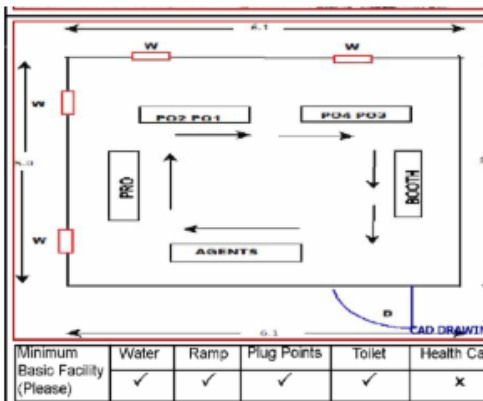 6.1
W W
W
PO2 PO1 PO4 PO3
PRO
BOOTH
W
AGENTS
D
CAD DRAWIN
6.1
Minimum Basic Facility (Please) Water Ramp Plug Points Toilet Health Ca
✓ ✓ ✓ ✓ x